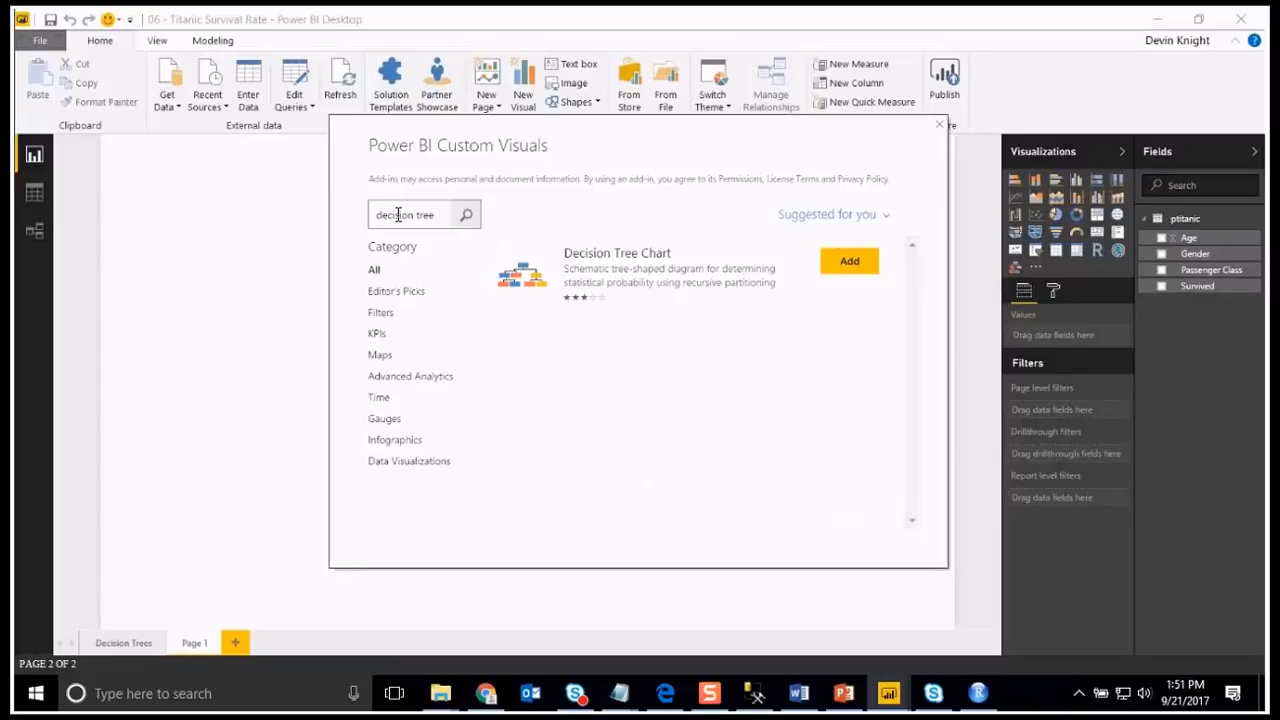 06 - Titanic Survival Rate - Power BI Desktop
File
Home
View
Modeling
Devin Knight
Paste
Cut
Copy
Format Painter
Clipboard
Get Data
Recent Sources
Enter Data
Edit Queries
External data
Refresh
Solution Templates
Partner Showcase
New Page
New Visual
Text box
Image
Shapes
From Store
From File
Switch Theme
Manage Relationships
New Measure
New Column
New Quick Measure
Publish
re
Power BI Custom Visuals
Add-ins may access personal and document information. By using an add-in, you agree to its Permissions, License Terms and Privacy Policy.
decision tree
Suggested for you
Category
All
Editor's Picks
Filters
KPIs
Maps
Advanced Analytics
Time
Gauges
Infographics
Data Visualizations
Decision Tree Chart
Schematic tree-shaped diagram for determining
statistical probability using recursive partitioning
Add
Visualizations
R
Values
Drag data fields here
Filters
Page level filters
Drag data fields here
Drillthrough filters
Drag drillthrough fields here
Report level filters
Drag data fields here
Fields
Search
ptitanic
Age
Gender
Passenger Class
Survived
Decision Trees
Page 1
PAGE 2 OF 2
Type here to search
1:51 PM
9/21/2017